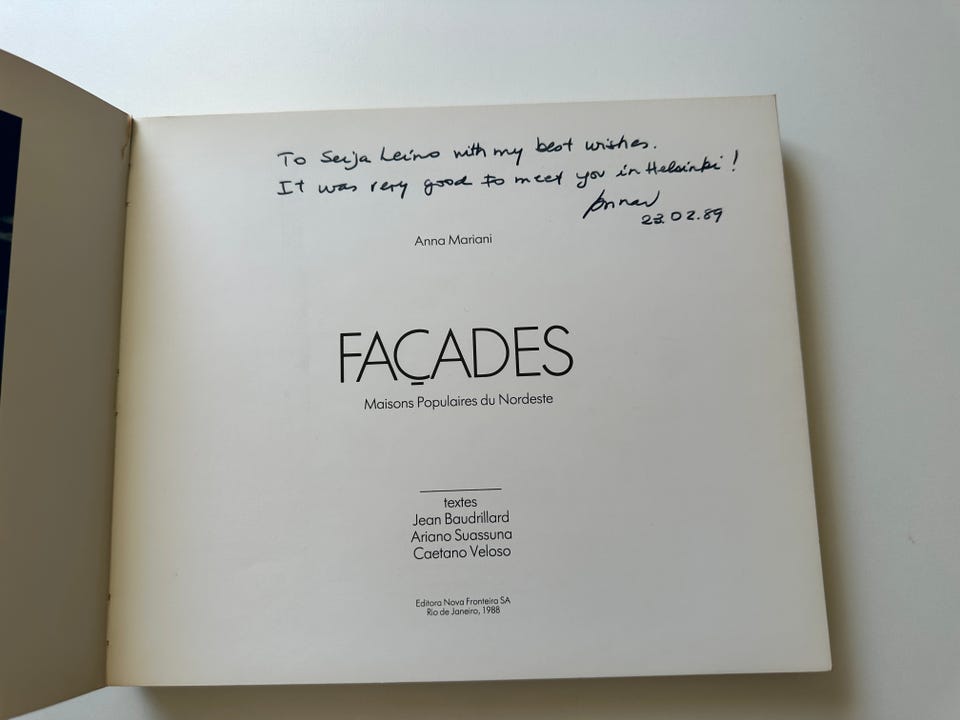 To Seija Leino with my best wishes.
It was very good to meet you in Helsinki!
Anna
23.02.89
Anna Mariani
FAÇADES
Maisons Populaires du Nordeste
textes
Jean Baudrillard
Ariano Suassuna
Caetano Veloso
Editora Nova Fronteira SA
Rio de Janeiro, 1988